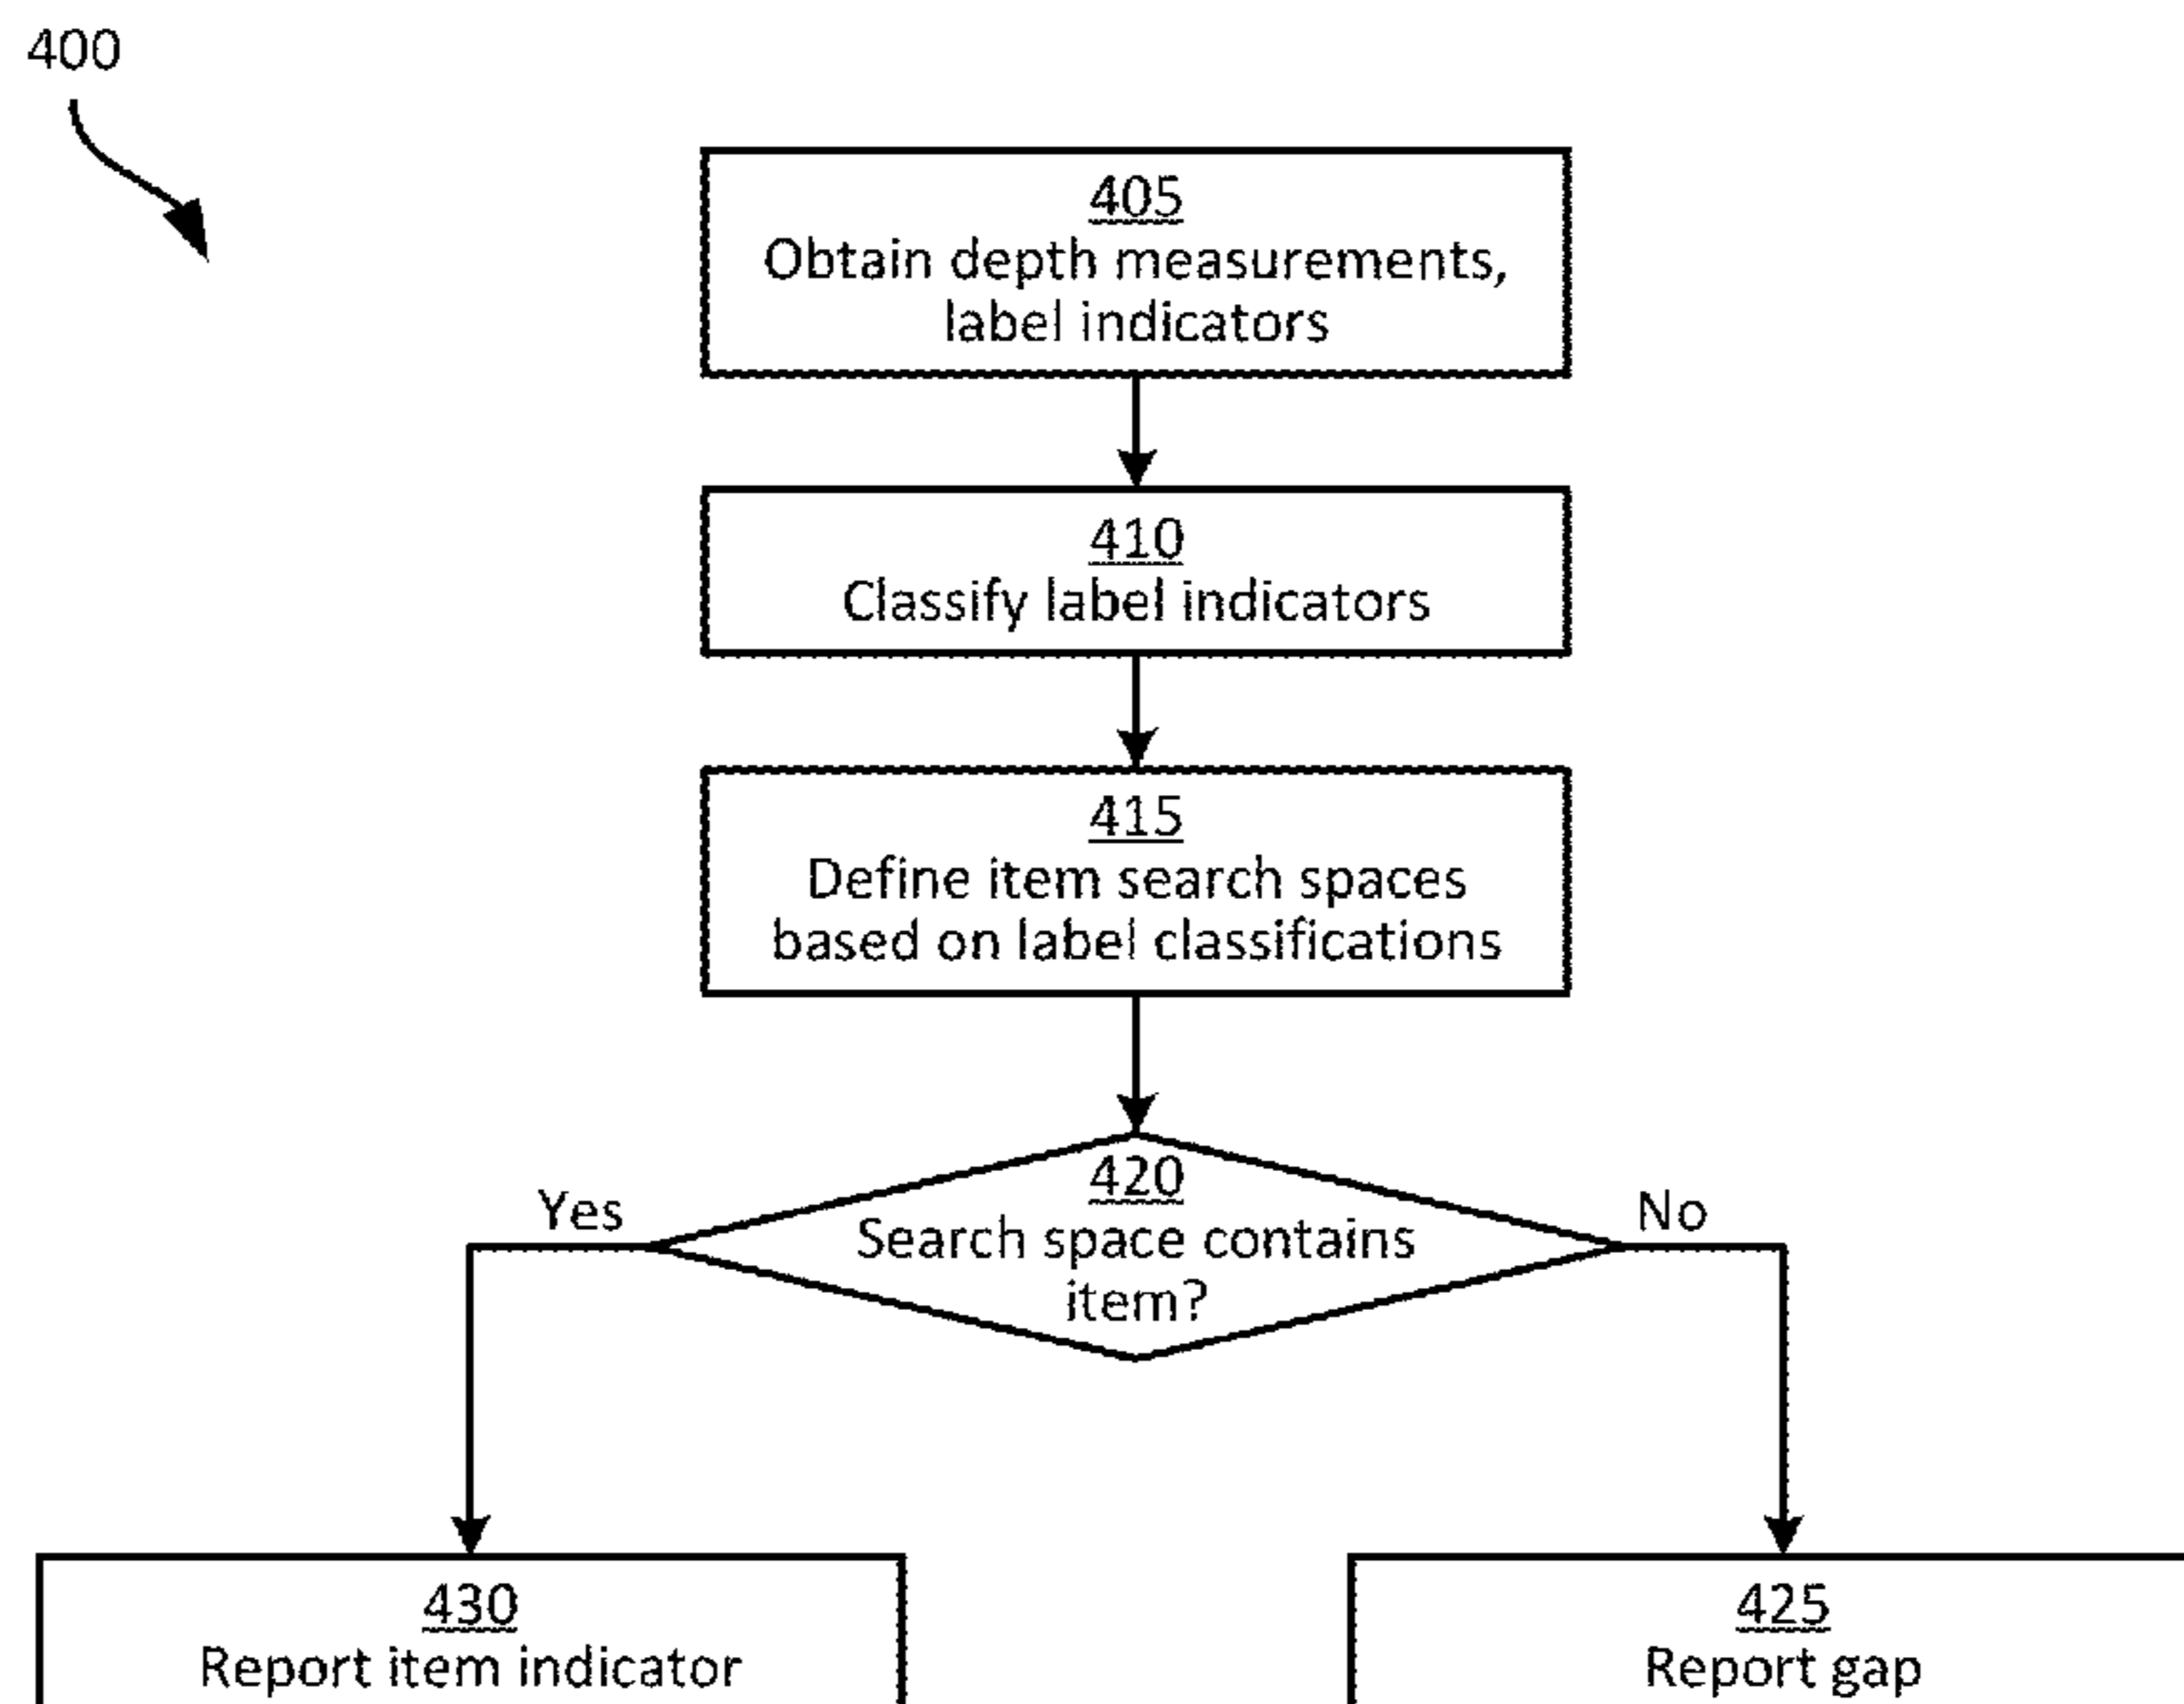 400
405
Obtain depth measurements,
label indicators
410
Classify label indicators
415
Define item search spaces
based on label classifications
420
Search space contains
item?
Yes
No
430
Report item indicator
425
Report gap